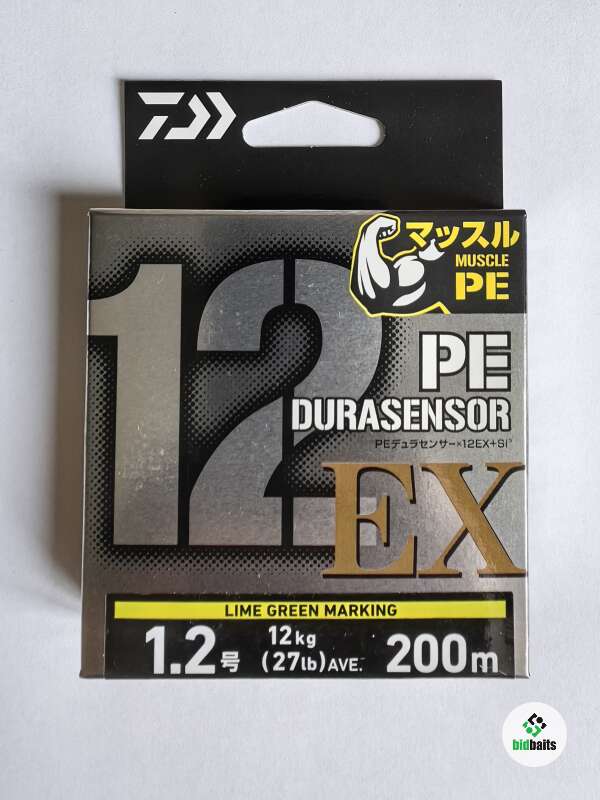 マッスル
MUSCLE
PE
12
PE
DURASENSOR
PEデュラセンサー×12EX+Si³
EX
LIME GREEN MARKING
1.2号 12kg (27lb) AVE. 200m
bidbaits